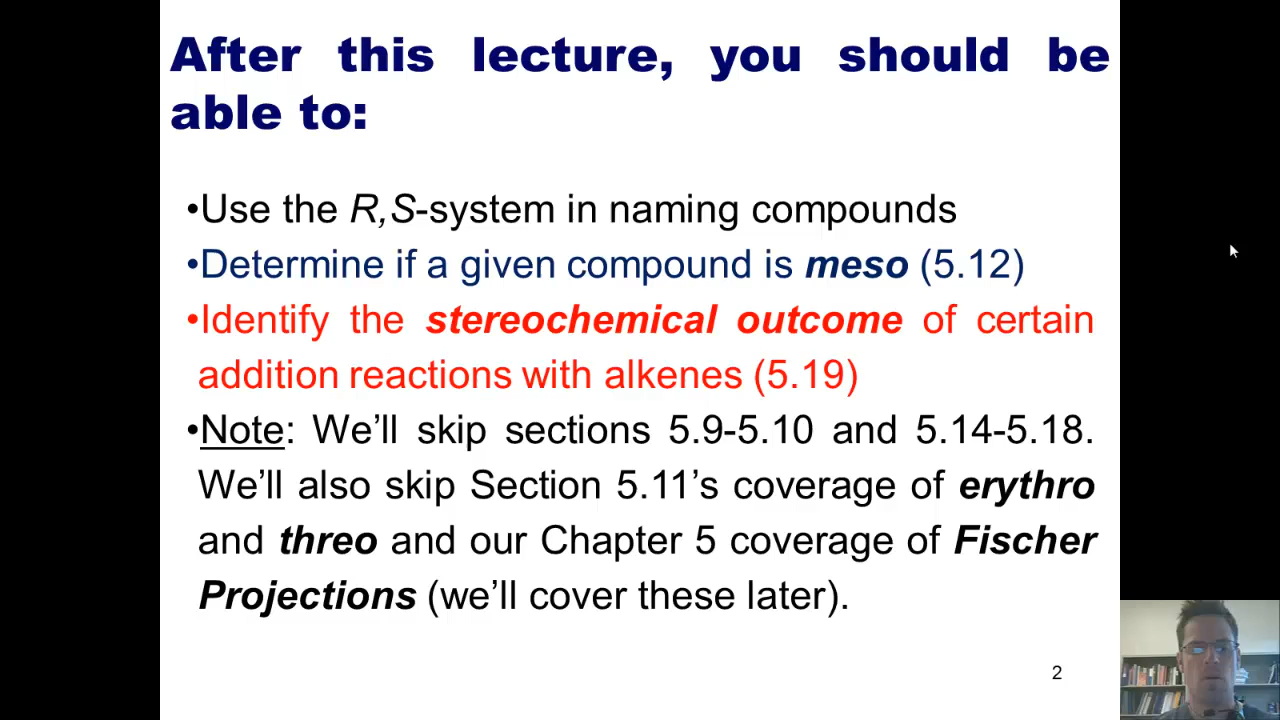 After this lecture, you should be
able to:
•Use the R,S-system in naming compounds
•Determine if a given compound is meso (5.12)
•Identify the stereochemical outcome of certain
addition reactions with alkenes (5.19)
•Note: We’ll skip sections 5.9-5.10 and 5.14-5.18.
We’ll also skip Section 5.11’s coverage of erythro
and threo and our Chapter 5 coverage of Fischer
Projections (we’ll cover these later).
2